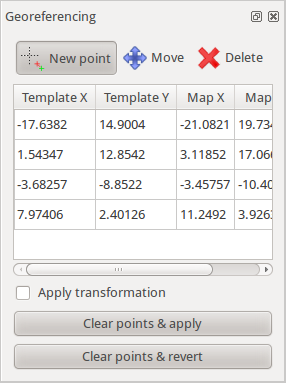 Georeferencing
New point Move Delete
Template X Template Y Map X Map
-17.6382 14.9004 -21.0821 19.734
1.54347 12.8542 3.11852 17.066
-3.68257 -8.8522 -3.45757 -10.40
7.97406 2.40126 11.2492 3.9263
Apply transformation
Clear points & apply
Clear points & revert